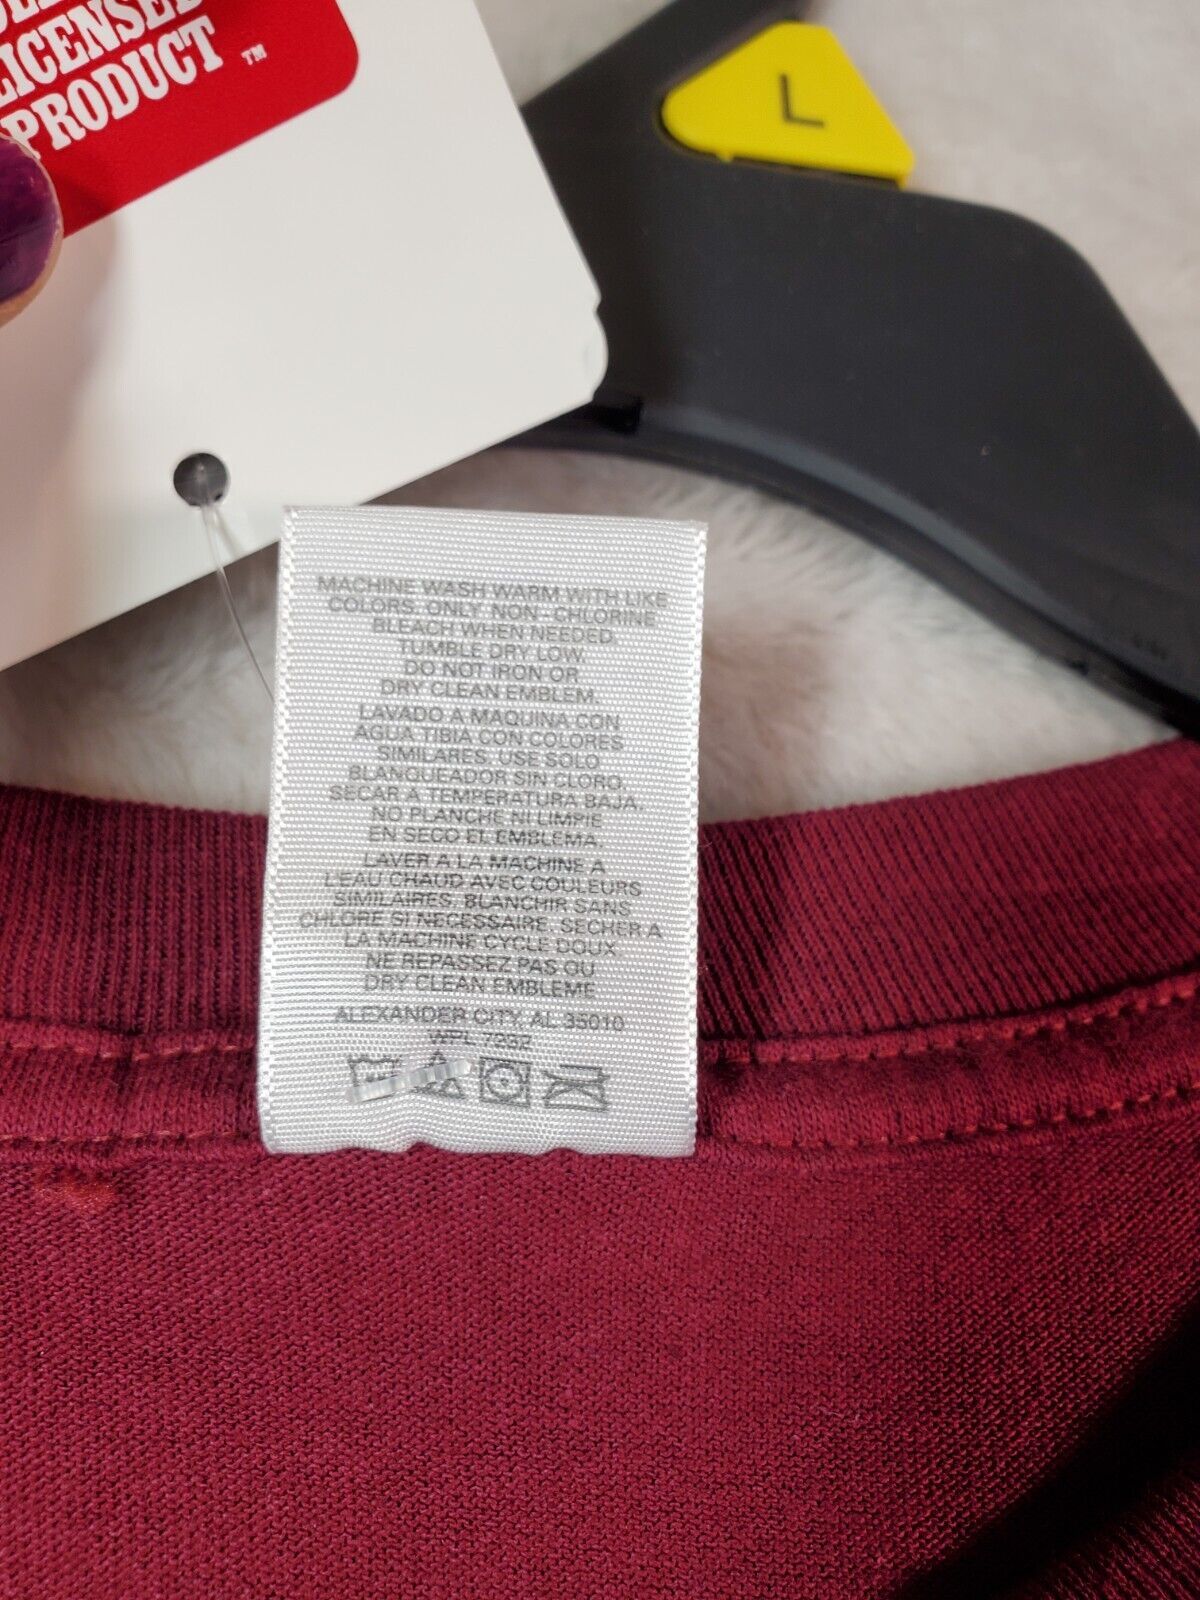 LICENSED
PRODUCT ™
L
MACHINE WASH WARM WITH LIKE
COLORS. ONLY NON - CHLORINE
BLEACH WHEN NEEDED.
TUMBLE DRY LOW
DO NOT IRON OR
DRY CLEAN EMBLEM.
LAVADO A MAQUINA CON
AGUA TIBIA CON COLORES
SIMILARES. USE SOLO
BLANQUEADOR SIN CLORO.
SECAR A TEMPERATURA BAJA.
NO PLANCHE NI LIMPIE
EN SECO EL EMBLEMA.
LAVER A LA MACHINE A
L'EAU CHAUD AVEC COULEURS
SIMILAIRES. BLANCHIR SANS
CHLORE SI NECESSAIRE. SECHER A
LA MACHINE CYCLE DOUX.
NE REPASSEZ PAS OU
DRY CLEAN EMBLEME
ALEXANDER CITY, AL 35010
WPL 7232